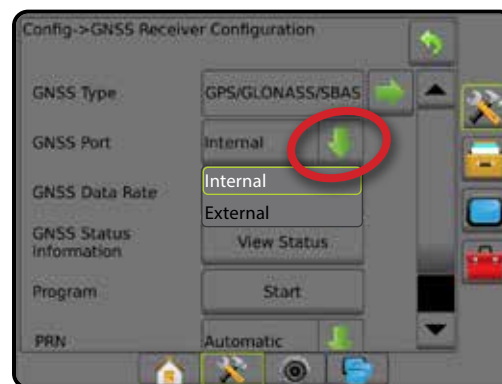 Config->GNSS Receiver Configuration
GNSS Type
GPS/GLONASS/SBAS
GNSS Port
Internal
Internal
External
GNSS Data Rate
GNSS Status
Information
View Status
Program
Start
PRN
Automatic